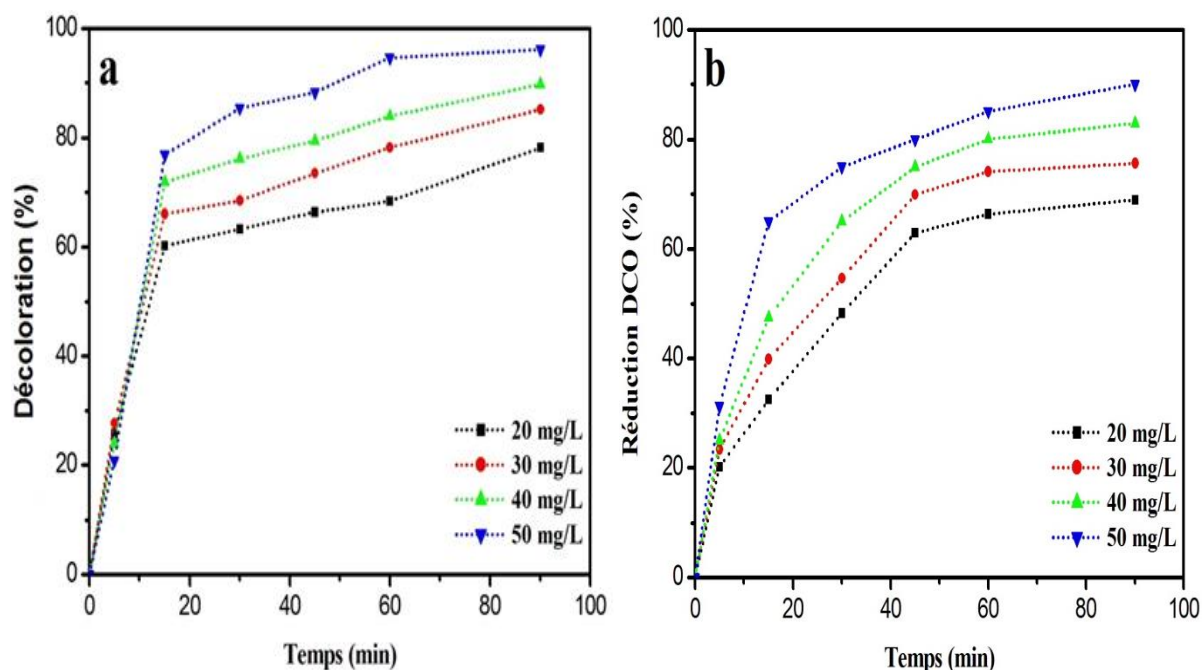 a
Décoloration (%)
100
80
60
40
20
0
0 20 40 60 80 100
Temps (min)
20 mg/L
30 mg/L
40 mg/L
50 mg/L
b
Réduction DCO (%)
100
80
60
40
20
0
0 20 40 60 80 100
Temps (min)
20 mg/L
30 mg/L
40 mg/L
50 mg/L